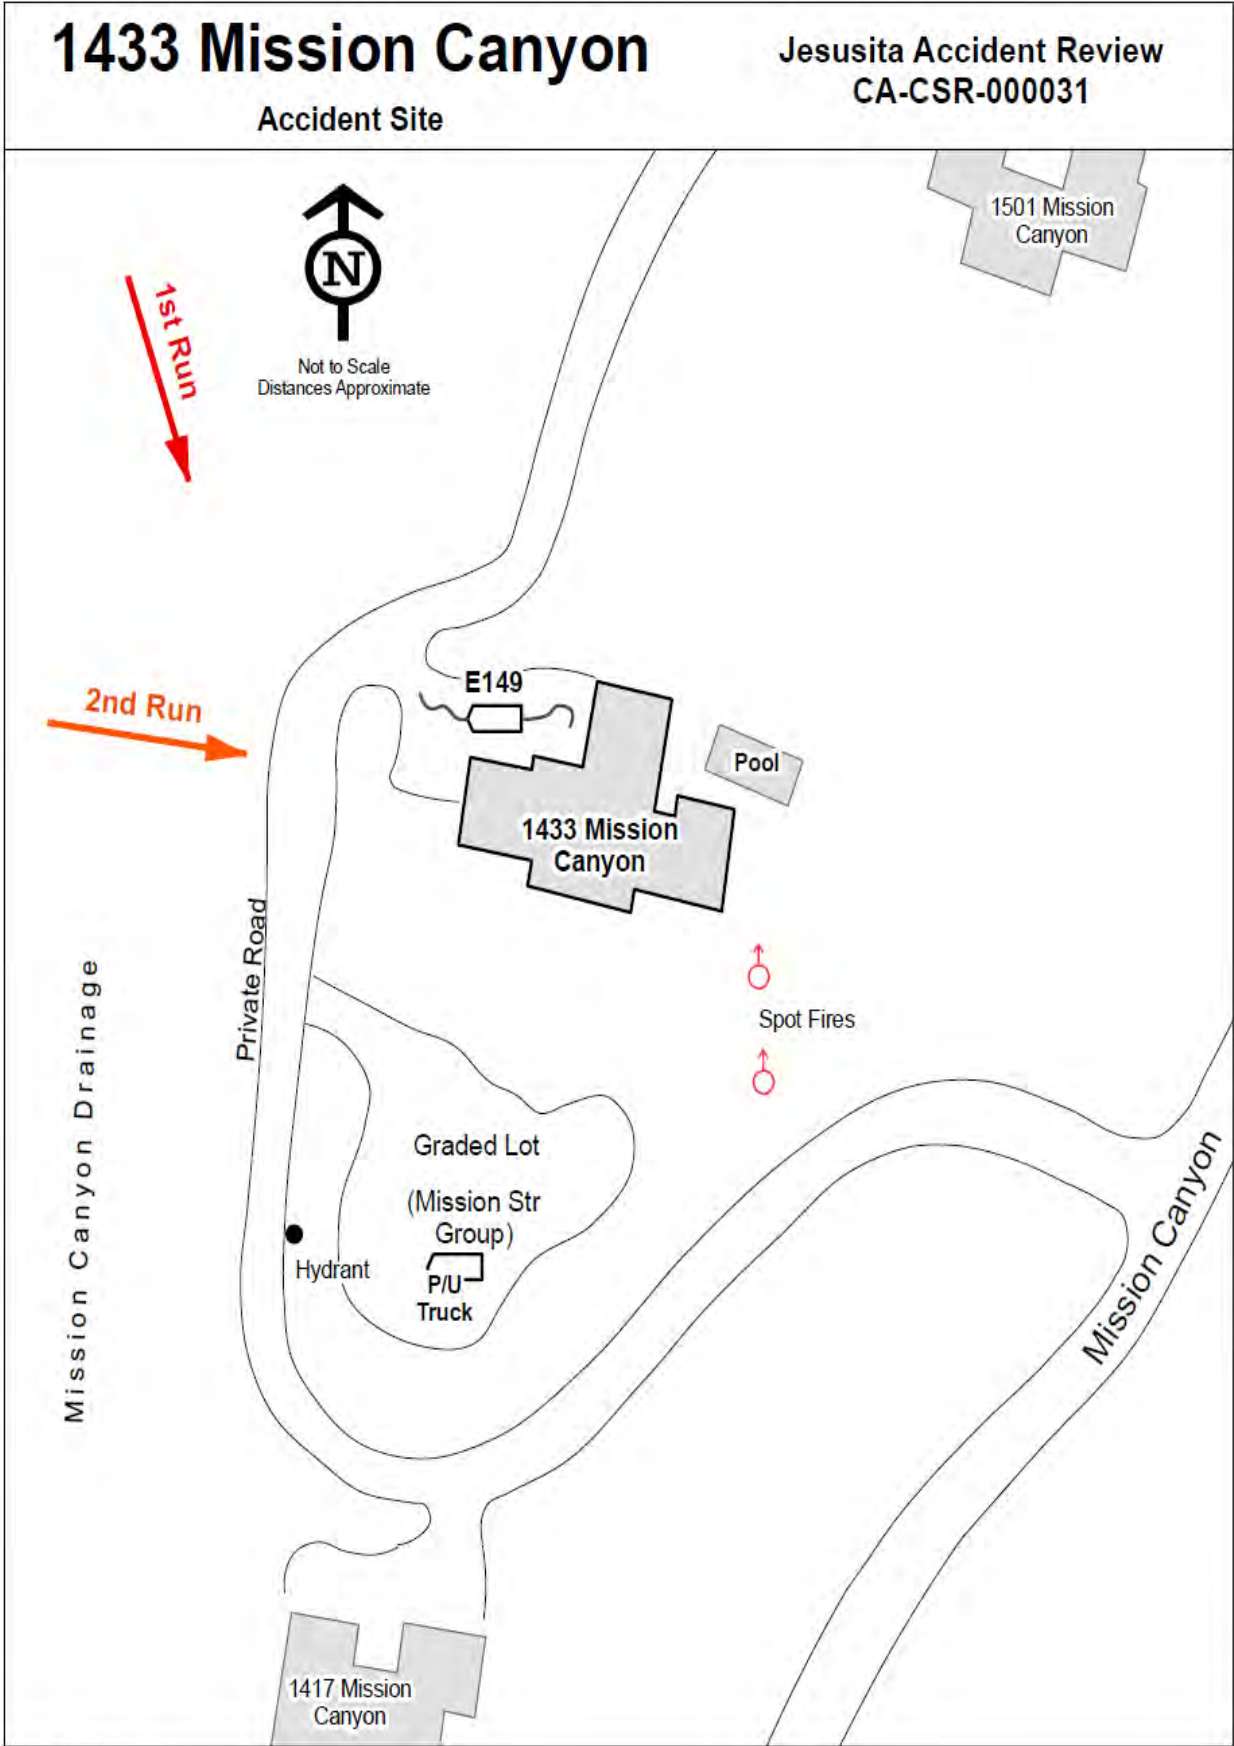 1433 Mission Canyon
Accident Site
Jesusita Accident Review
CA-CSR-000031
1501 Mission
Canyon
N
1st Run
Not to Scale
Distances Approximate
E149
2nd Run
Pool
1433 Mission
Canyon
Private Road
Mission Canyon Drainage
Spot Fires
Graded Lot
(Mission Str
Group)
Hydrant
P/U
Truck
Mission Canyon
1417 Mission
Canyon